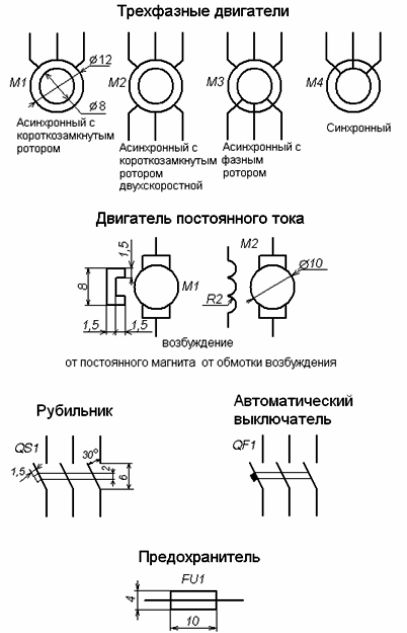 Трехфазные двигатели
M1
Ø12
Ø8
M2
M3
M4
Асинхронный с
короткозамкнутым
ротором
Асинхронный с
короткозамкнутым
ротором
двухскоростной
Асинхронный с
фазным
ротором
Синхронный
Двигатель постоянного тока
1,5
8
1,5
1,5
M1
M2
R2
Ø10
возбуждение
от постоянного магнита от обмотки возбуждения
Рубильник
QS1
30°
1,5
2
6
Автоматический
выключатель
QF1
Предохранитель
FU1
4
10